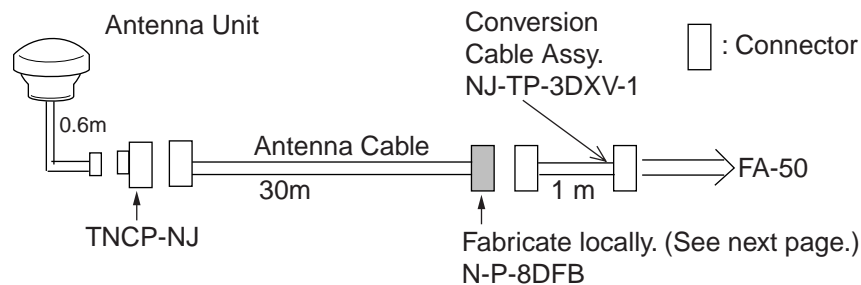 Antenna Unit
Conversion
Cable Assy.
NJ-TP-3DXV-1
: Connector
0.6m
Antenna Cable
30m
1 m
FA-50
TNCP-NJ
Fabricate locally. (See next page.)
N-P-8DFB